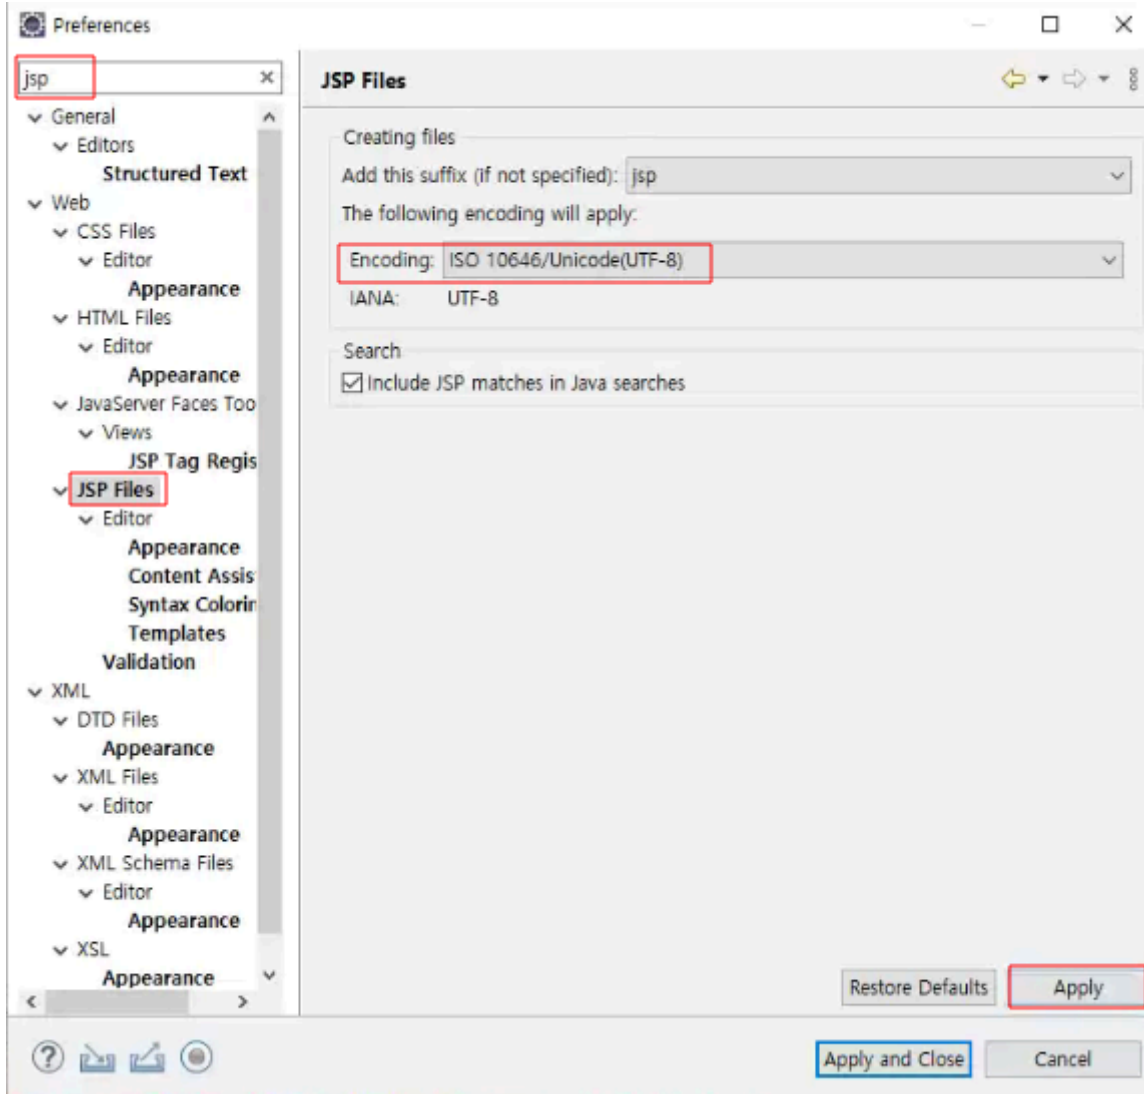 Preferences
jsp
General
Editors
Structured Text
Web
CSS Files
Editor
Appearance
HTML Files
Editor
Appearance
JavaServer Faces Too
Views
JSP Tag Regis
JSP Files
Editor
Appearance
Content Assis
Syntax Colorin
Templates
Validation
XML
DTD Files
Appearance
XML Files
Editor
Appearance
XML Schema Files
Editor
Appearance
XSL
Appearance
JSP Files
Creating files
Add this suffix (if not specified): jsp
The following encoding will apply:
Encoding: ISO 10646/Unicode(UTF-8)
IANA: UTF-8
Search
Include JSP matches in Java searches
Restore Defaults Apply
Apply and Close Cancel